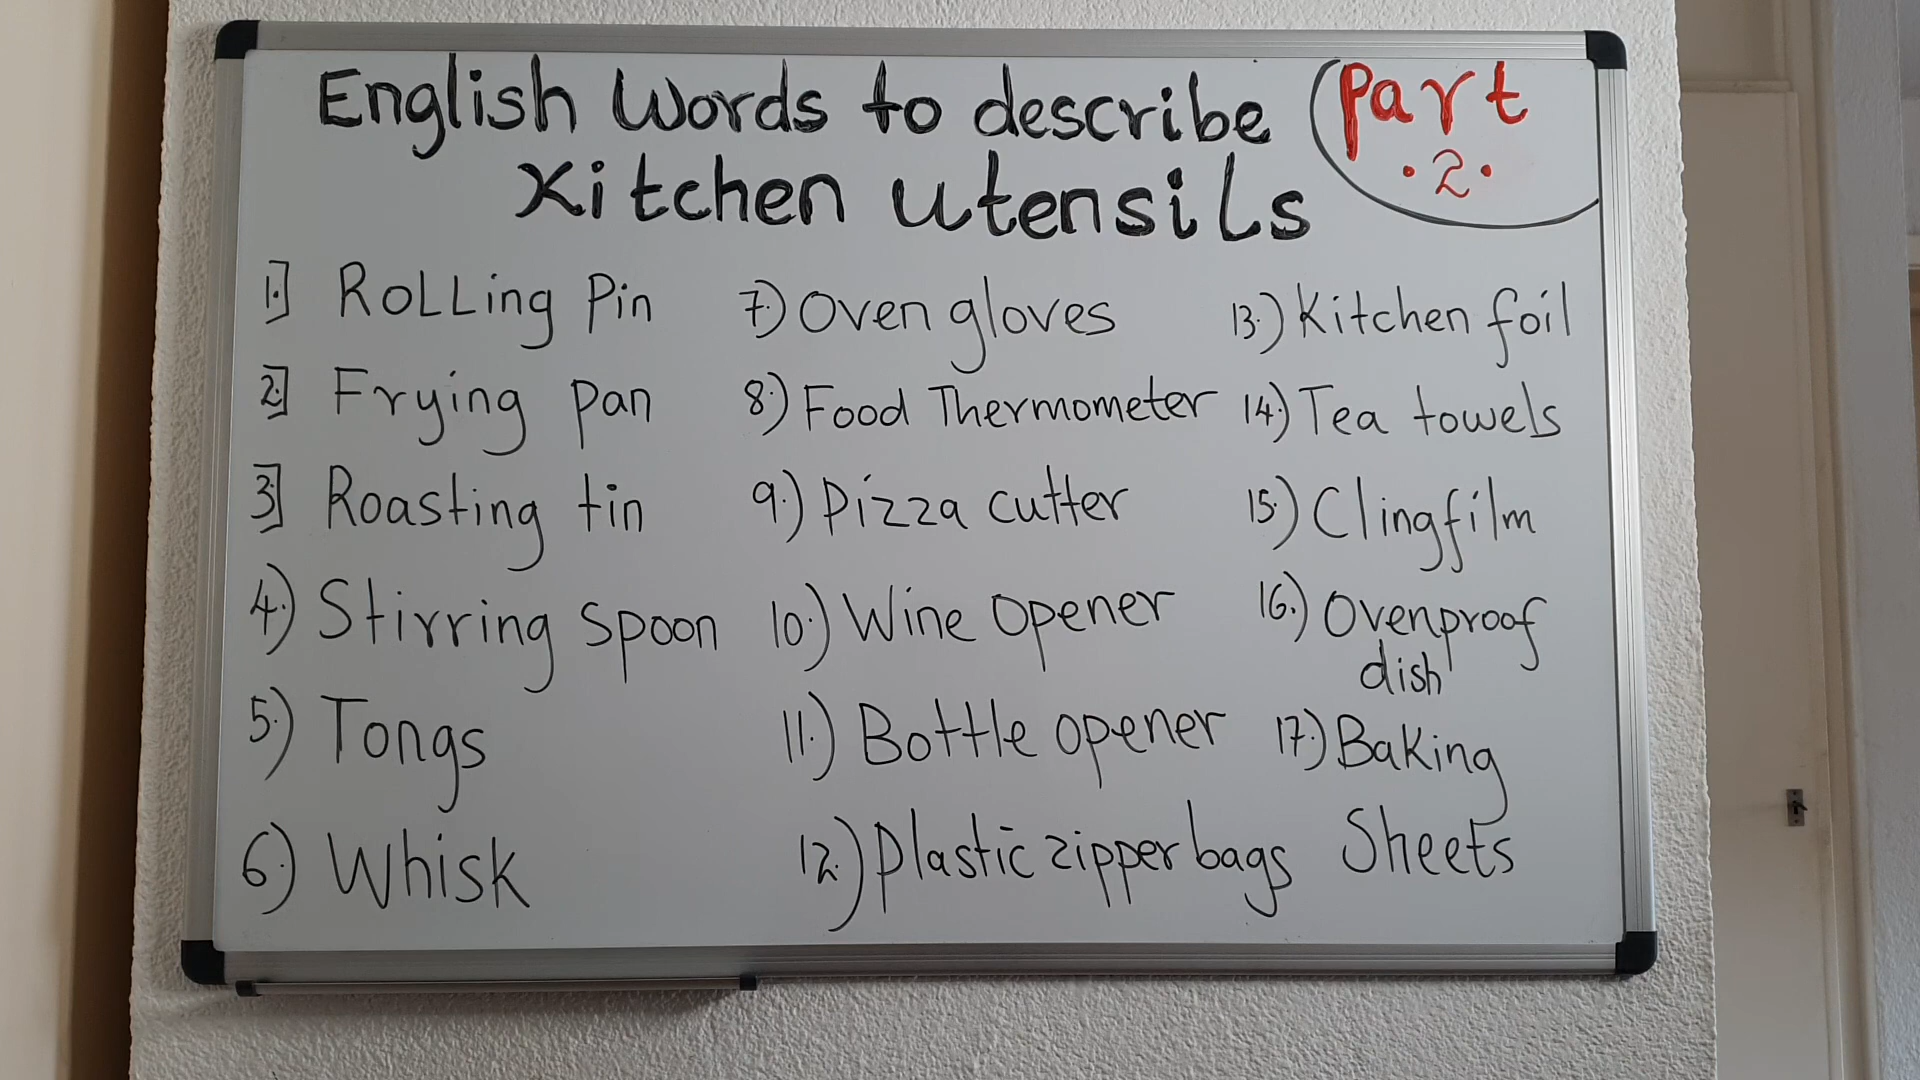 English Words to describe
Kitchen utensils
Part
.2.
1.] Rolling Pin
2.] Frying pan
3.] Roasting tin
4.) Stirring spoon
5.) Tongs
6.) Whisk
7.) Oven gloves
8.) Food Thermometer
9.) Pizza cutter
10.) Wine opener
11.) Bottle opener
12.) Plastic zipper bags
13.) Kitchen foil
14.) Tea towels
15.) Clingfilm
16.) Ovenproof
dish
17.) Baking
Sheets